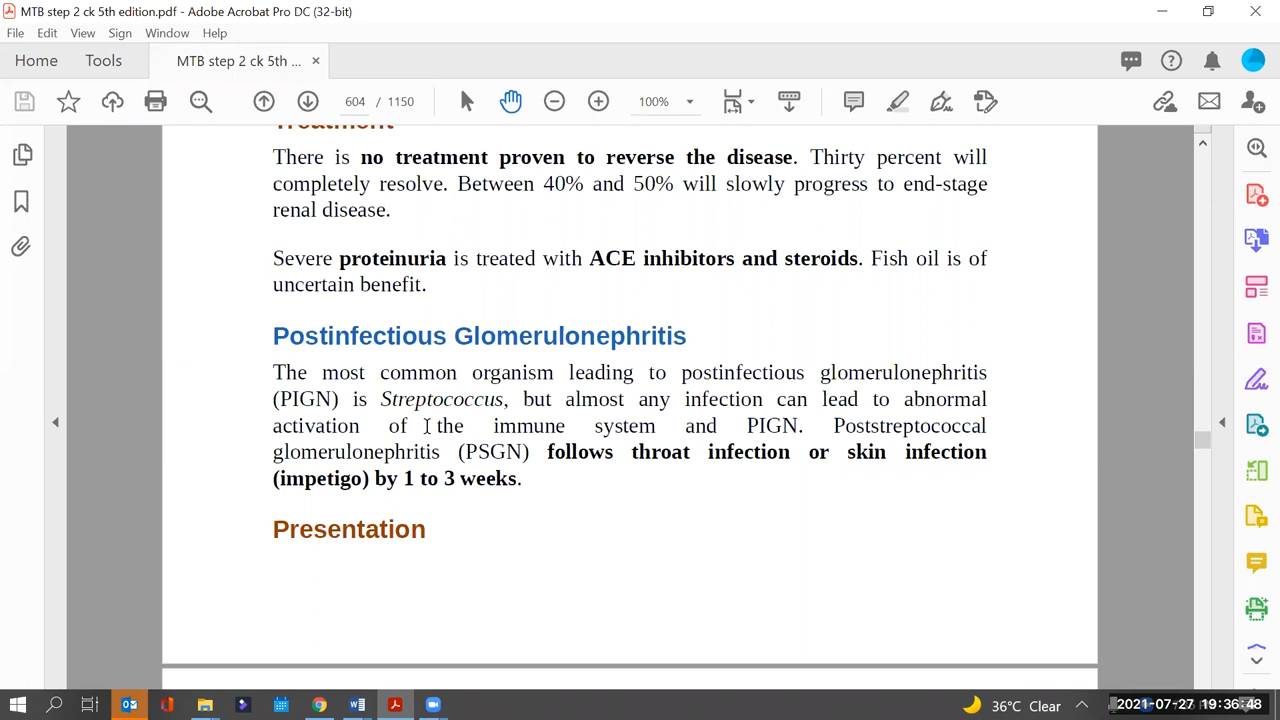 MTB step 2 ck 5th edition.pdf - Adobe Acrobat Pro DC (32-bit)
File Edit View Sign Window Help
Home Tools MTB step 2 ck 5th ... ×
604 / 1150 100%
Treatment
There is no treatment proven to reverse the disease. Thirty percent will
completely resolve. Between 40% and 50% will slowly progress to end-stage
renal disease.
Severe proteinuria is treated with ACE inhibitors and steroids. Fish oil is of
uncertain benefit.
Postinfectious Glomerulonephritis
The most common organism leading to postinfectious glomerulonephritis
(PIGN) is Streptococcus, but almost any infection can lead to abnormal
activation of the immune system and PIGN. Poststreptococcal
glomerulonephritis (PSGN) follows throat infection or skin infection
(impetigo) by 1 to 3 weeks.
Presentation
36°C Clear 2021-07-27 19:36:48